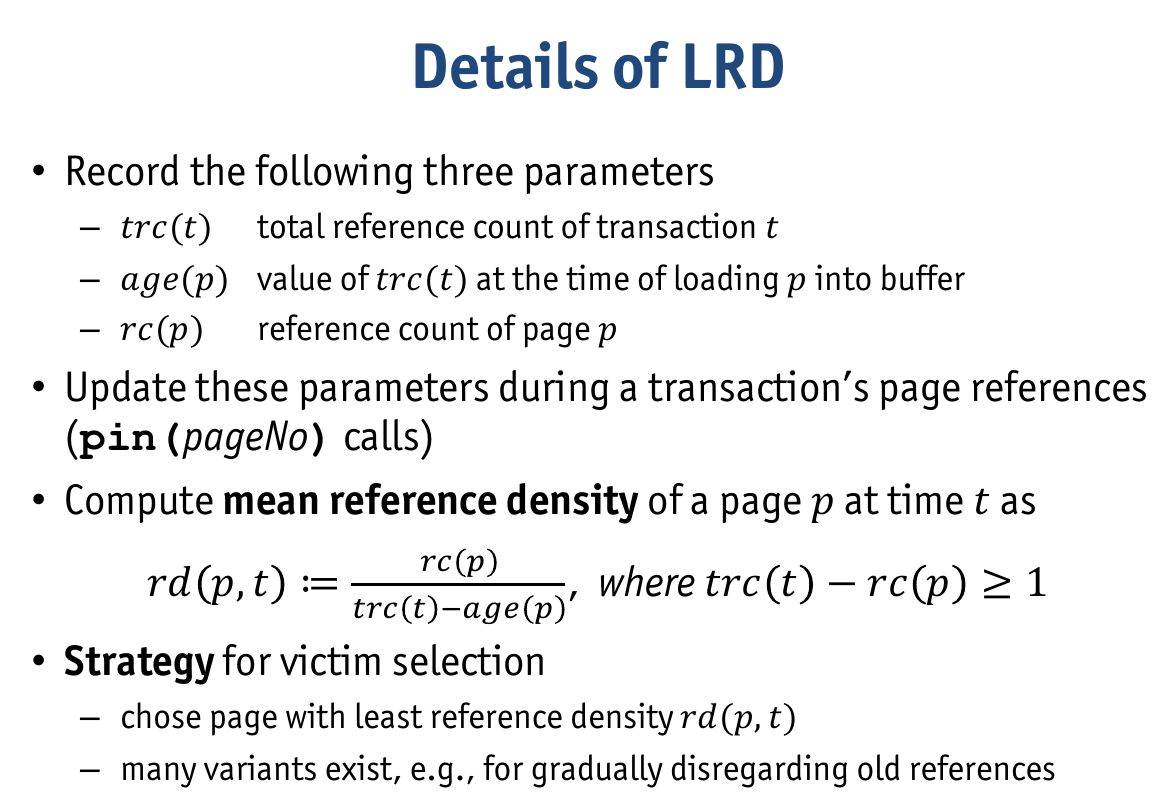 Details of LRD
• Record the following three parameters
– trc(t) total reference count of transaction t
– age(p) value of trc(t) at the time of loading p into buffer
– rc(p) reference count of page p
• Update these parameters during a transaction’s page references
(pin(pageNo) calls)
• Compute mean reference density of a page p at time t as
rd(p, t) ≔ rc(p) / trc(t)−age(p), where trc(t) − rc(p) ≥ 1
• Strategy for victim selection
– chose page with least reference density rd(p, t)
– many variants exist, e.g., for gradually disregarding old references